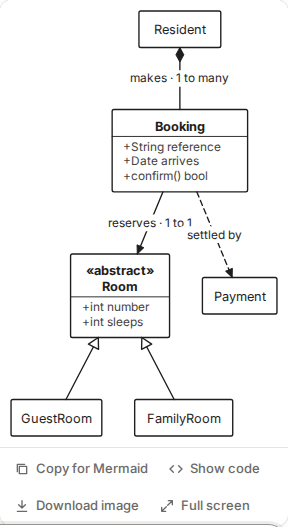 Resident
makes · 1 to many
Booking
+String reference
+Date arrives
+confirm() bool
reserves · 1 to 1
settled by
«abstract»
Room
+int number
+int sleeps
Payment
GuestRoom
FamilyRoom
Copy for Mermaid
Show code
Download image
Full screen